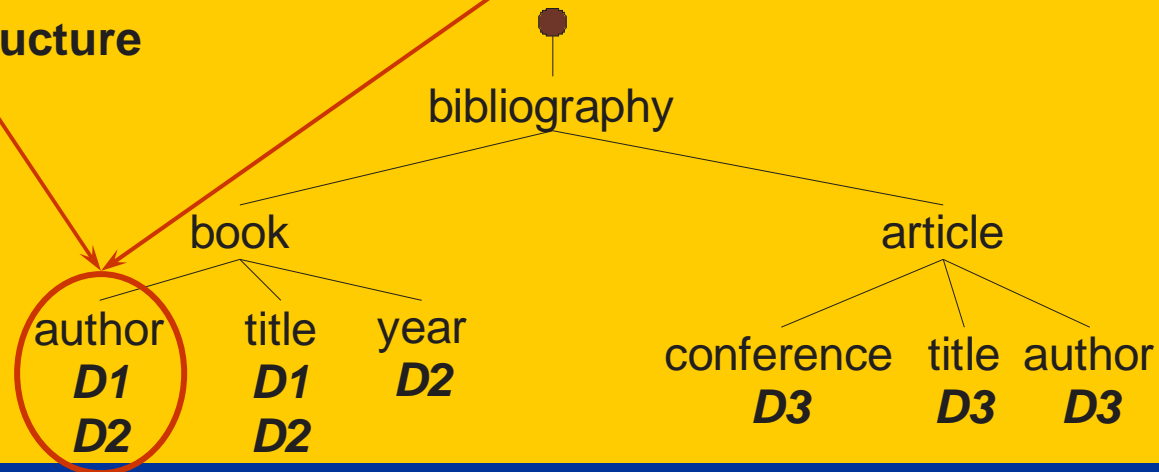 ucture
bibliography
book article
author title year
D1 D1 D2
D2 D2
conference title author
D3 D3 D3